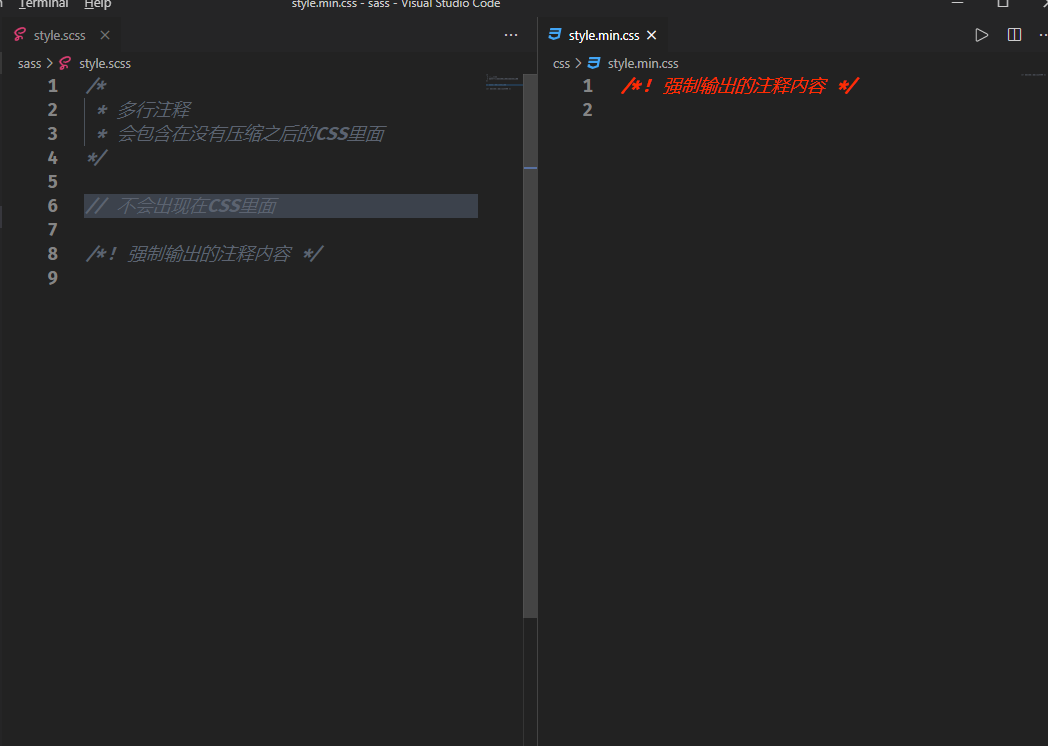 Terminal Help style.min.css - sass - Visual Studio Code
style.scss
sass > style.scss
1 /*
2 * 多行注释
3 * 会包含在没有压缩之后的CSS里面
4 */
5
6 // 不会出现在CSS里面
7
8 /*! 强制输出的注释内容 */
9
style.min.css
css > style.min.css
1 /*! 强制输出的注释内容 */
2